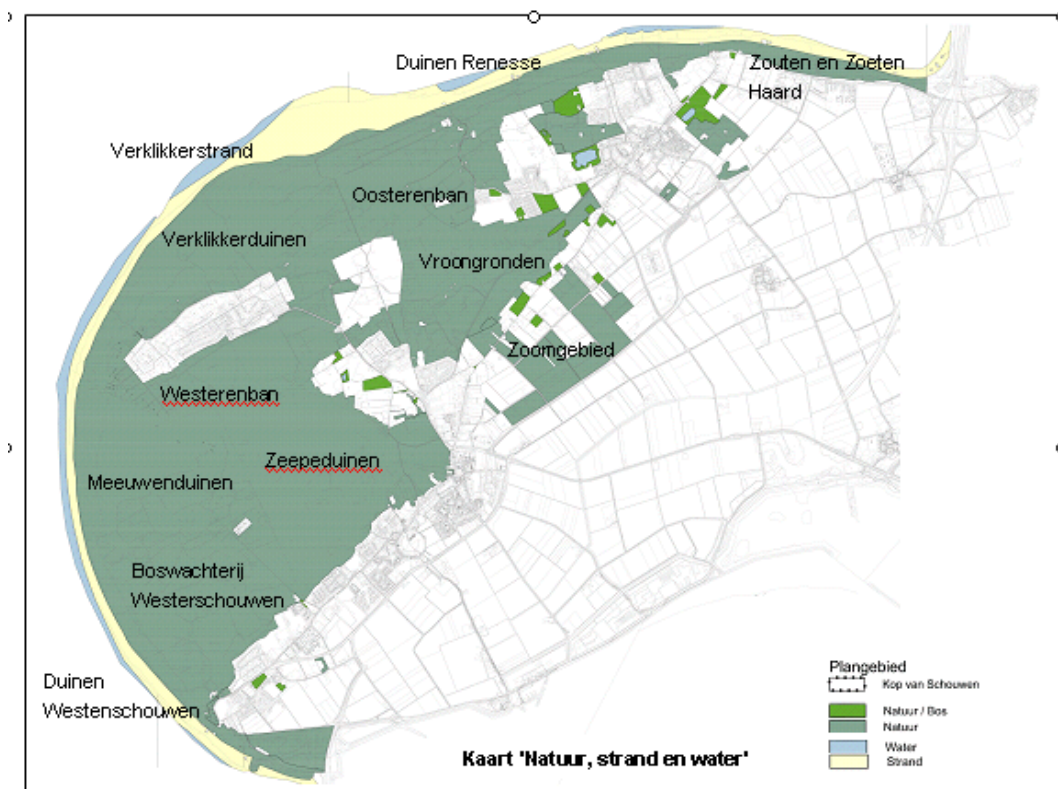 Duinen Renesse
Zouten en Zoeten
Haard
Verklikkerstrand
Oosterenban
Verklikkerduinen
Vroongronden
Zoomgebied
Westerenban
Zeepeduinen
Meeuwenduinen
Boswachterij
Westerschouwen
Duinen
Westenschouwen
Plangebied
Kop van Schouwen
Natuur / Bos
Natuur
Water
Strand
Kaart 'Natuur, strand en water'